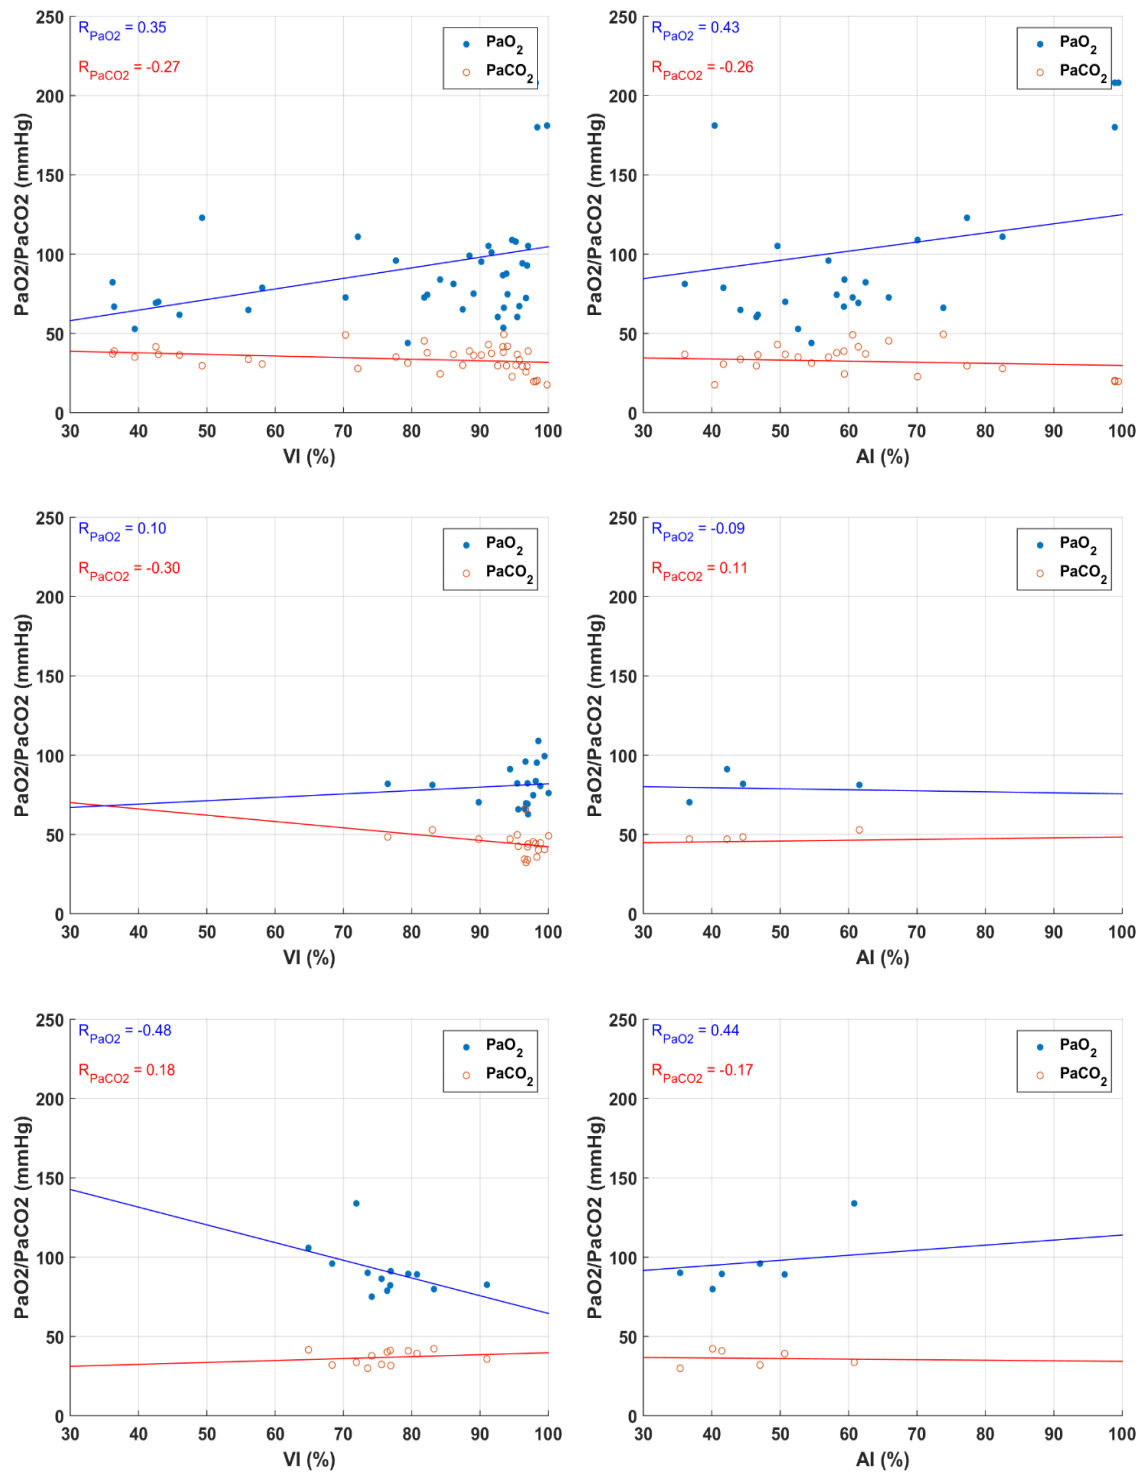 R_PaO2 = 0.35
R_PaCO2 = -0.27
PaO2
PaCO2
250
200
150
100
50
0
PaO2/PaCO2 (mmHg)
30 40 50 60 70 80 90 100
VI (%)
R_PaO2 = 0.43
R_PaCO2 = -0.26
PaO2
PaCO2
250
200
150
100
50
0
PaO2/PaCO2 (mmHg)
30 40 50 60 70 80 90 100
AI (%)
R_PaO2 = 0.10
R_PaCO2 = -0.30
PaO2
PaCO2
250
200
150
100
50
0
PaO2/PaCO2 (mmHg)
30 40 50 60 70 80 90 100
VI (%)
R_PaO2 = -0.09
R_PaCO2 = 0.11
PaO2
PaCO2
250
200
150
100
50
0
PaO2/PaCO2 (mmHg)
30 40 50 60 70 80 90 100
AI (%)
R_PaO2 = -0.48
R_PaCO2 = 0.18
PaO2
PaCO2
250
200
150
100
50
0
PaO2/PaCO2 (mmHg)
30 40 50 60 70 80 90 100
VI (%)
R_PaO2 = 0.44
R_PaCO2 = -0.17
PaO2
PaCO2
250
200
150
100
50
0
PaO2/PaCO2 (mmHg)
30 40 50 60 70 80 90 100
AI (%)